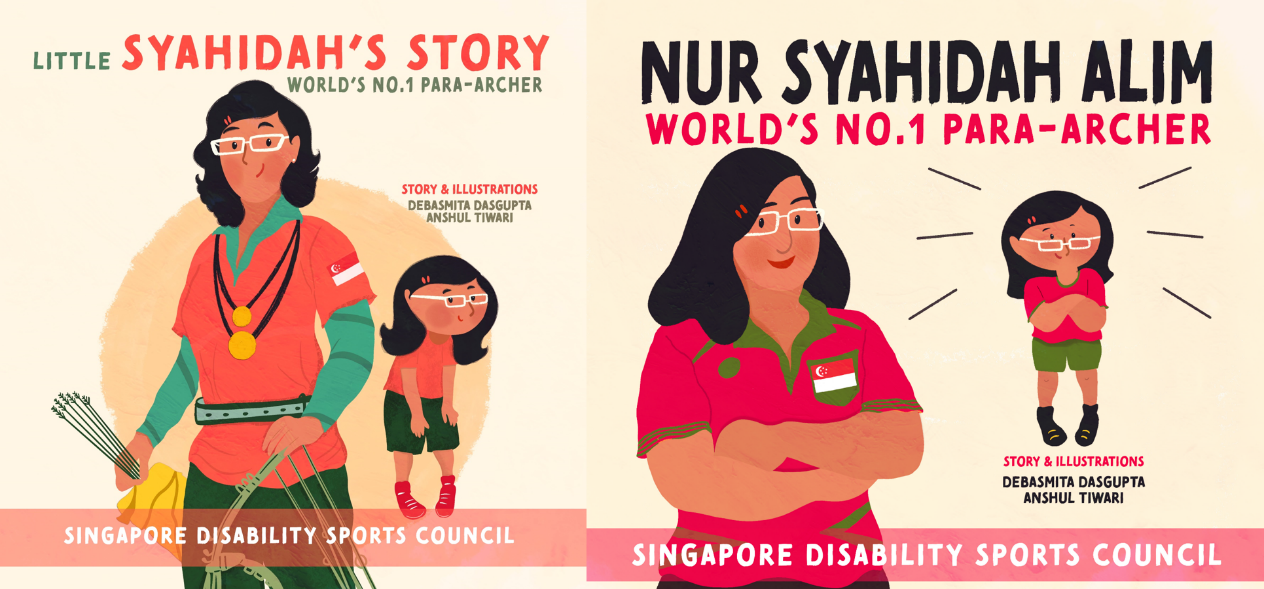 LITTLE SYAHIDAH'S STORY
WORLD'S NO.1 PARA-ARCHER
STORY & ILLUSTRATIONS
DEBASMITA DASGUPTA
ANSHUL TIWARI
SINGAPORE DISABILITY SPORTS COUNCIL
NUR SYAHIDAH ALIM
WORLD'S NO.1 PARA-ARCHER
STORY & ILLUSTRATIONS
DEBASMITA DASGUPTA
ANSHUL TIWARI
SINGAPORE DISABILITY SPORTS COUNCIL